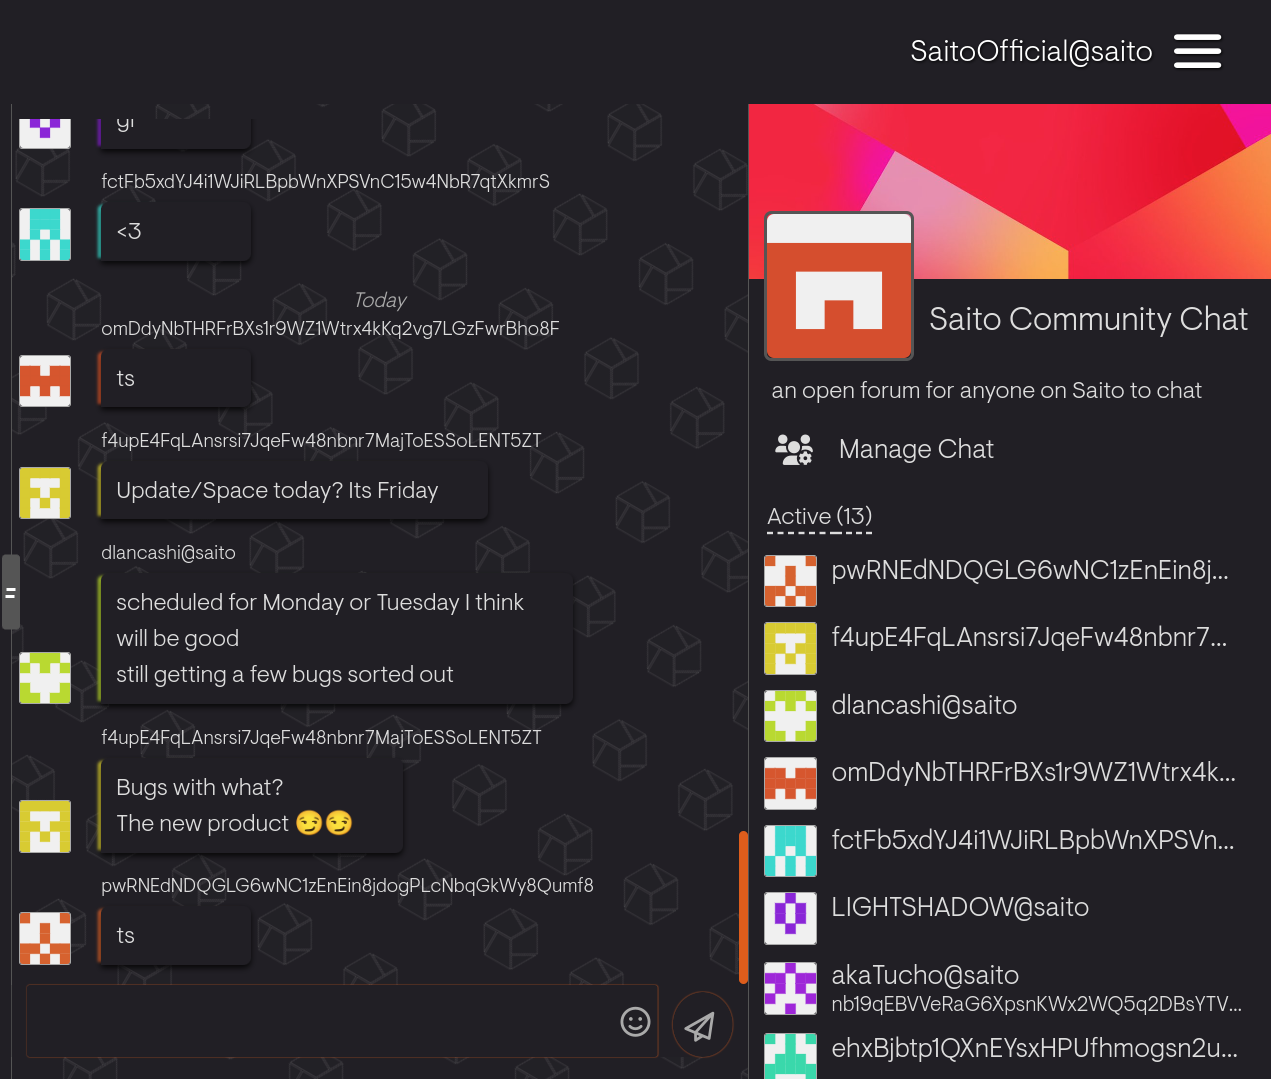 SaitoOfficial@saito
gr
fctFb5xdYJ4i1WJiRLBpbWnXPSVnC15w4NbR7qtXkmrS
<3
Today
omDdyNbTHRFrBXs1r9WZ1Wtrx4kKq2vg7LGzFwrBho8F
ts
f4upE4FqLAnsrsi7JqeFw48nbnr7MajToESSoLENT5ZT
Update/Space today? Its Friday
dlancashi@saito
scheduled for Monday or Tuesday I think
will be good
still getting a few bugs sorted out
f4upE4FqLAnsrsi7JqeFw48nbnr7MajToESSoLENT5ZT
Bugs with what?
The new product 😏😏
pwRNEdNDQGLG6wNC1zEnEin8jdogPLcNbqGkWy8Qumf8
ts
Saito Community Chat
an open forum for anyone on Saito to chat
Manage Chat
Active (13)
pwRNEdNDQGLG6wNC1zEnEin8j...
f4upE4FqLAnsrsi7JqeFw48nbnr7...
dlancashi@saito
omDdyNbTHRFrBXs1r9WZ1Wtrx4k...
fctFb5xdYJ4i1WJiRLBpbWnXPSVn...
LIGHTSHADOW@saito
akaTucho@saito
nb19qEBVVeRaG6XpsnKWx2WQ5q2DBsYTV...
ehxBjbtp1QXnEYsxHPUfhmogsn2u...